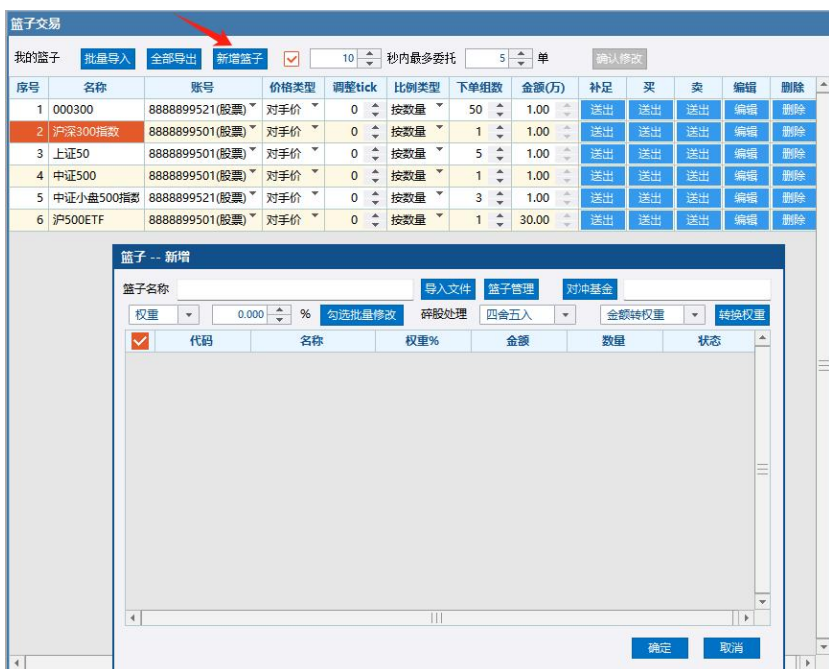 篮子交易
我的篮子 批量导入 全部导出 新增篮子 10 秒内最多委托 5 单 确认修改
序号 名称 账号 价格类型 调整tick 比例类型 下单组数 金额(万) 补足 买 卖 编辑 删除
1 000300 8888899521(股票) 对手价 0 按数量 50 1.00 送出 送出 送出 编辑 删除
2 沪深300指数 8888899501(股票) 对手价 0 按数量 1 1.00 送出 送出 送出 编辑 删除
3 上证50 8888899521(股票) 对手价 0 按数量 5 1.00 送出 送出 送出 编辑 删除
4 中证500 8888899501(股票) 对手价 0 按数量 1 1.00 送出 送出 送出 编辑 删除
5 中证小盘500指数 8888899521(股票) 对手价 0 按数量 3 1.00 送出 送出 送出 编辑 删除
6 沪500ETF 8888899501(股票) 对手价 0 按数量 1 30.00 送出 送出 送出 编辑 删除
篮子 -- 新增
篮子名称 导入文件 篮子管理 对冲基金
权重 0.000 % 勾选批量修改 碎股处理 四舍五入 金额转权重 转换权重
代码 名称 权重% 金额 数量 状态
确定 取消